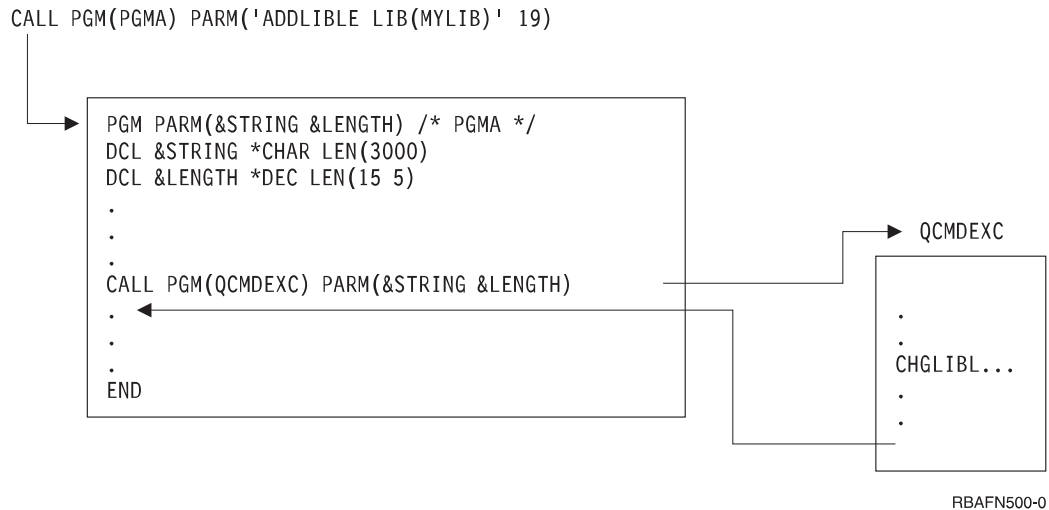 CALL PGM(PGMA) PARM('ADDLIBLE LIB(MYLIB)' 19)
PGM PARM(&STRING &LENGTH) /* PGMA */
DCL &STRING *CHAR LEN(3000)
DCL &LENGTH *DEC LEN(15 5)
.
.
.
CALL PGM(QCMDEXC) PARM(&STRING &LENGTH)
.
.
.
END
QCMDEXC
.
.
CHGLIBL...
.
.
RBAFN500-0